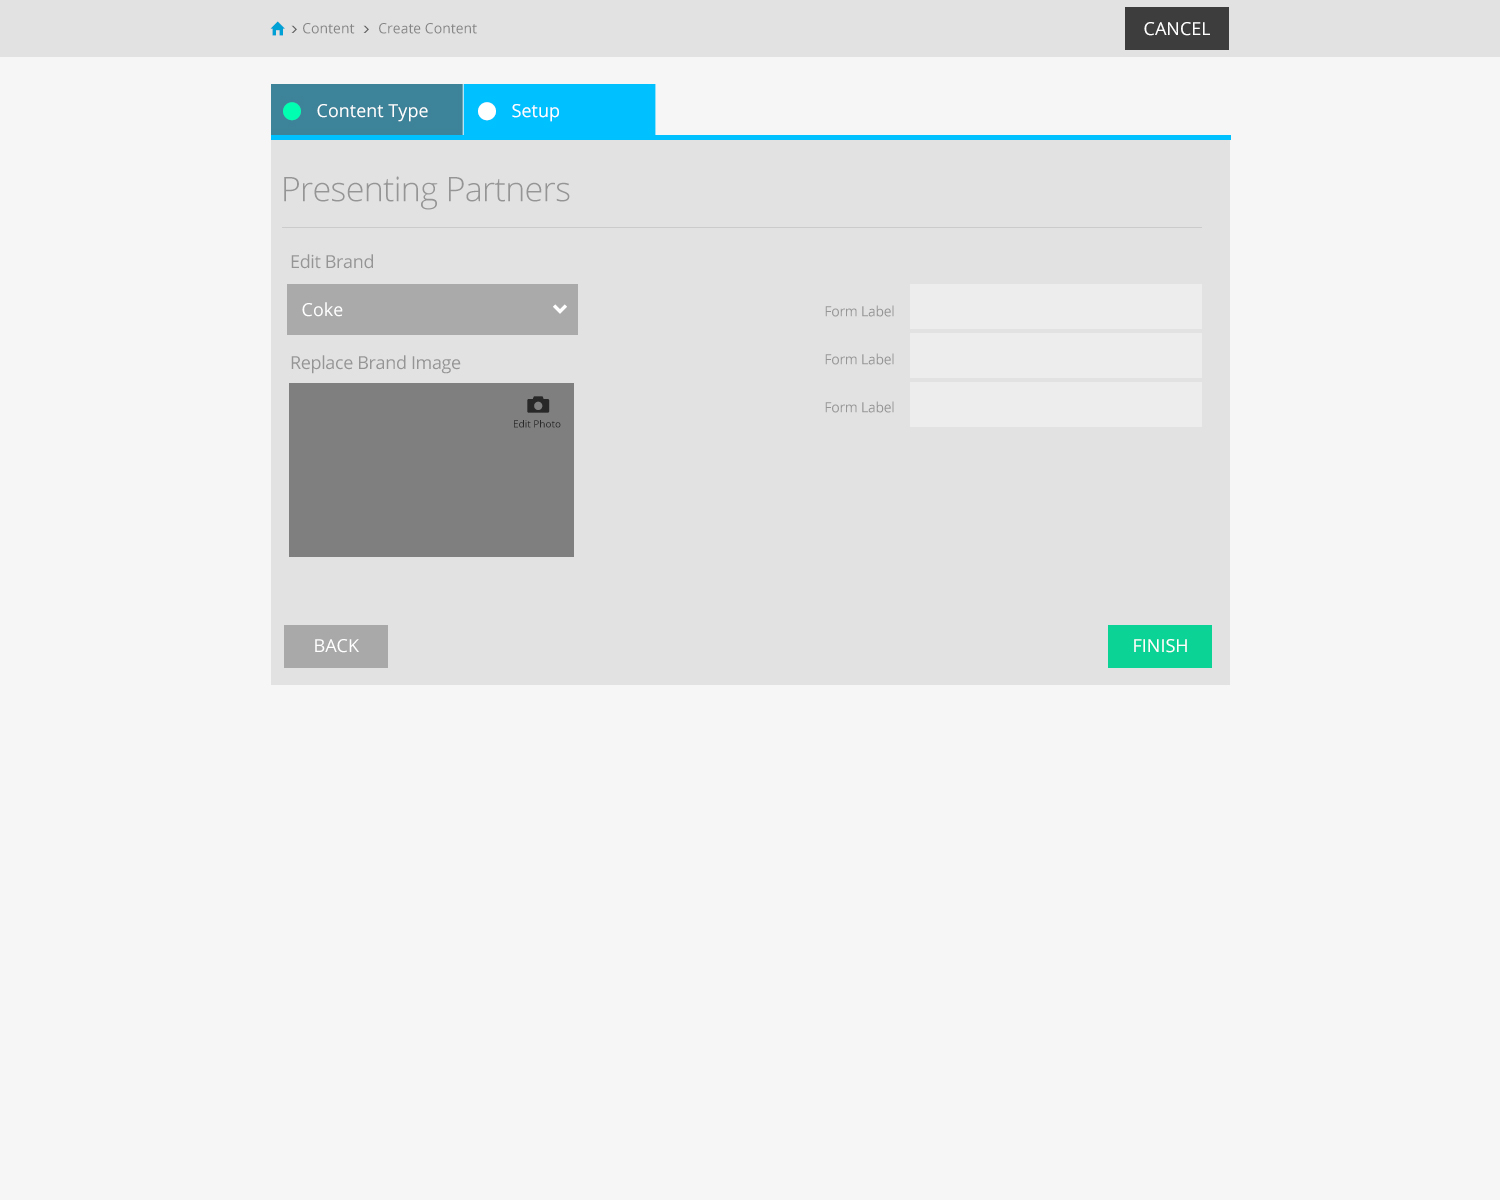 Content Create Content CANCEL
Content Type Setup
Presenting Partners
Edit Brand
Coke
Replace Brand Image
Edit Photo
Form Label
Form Label
Form Label
BACK FINISH